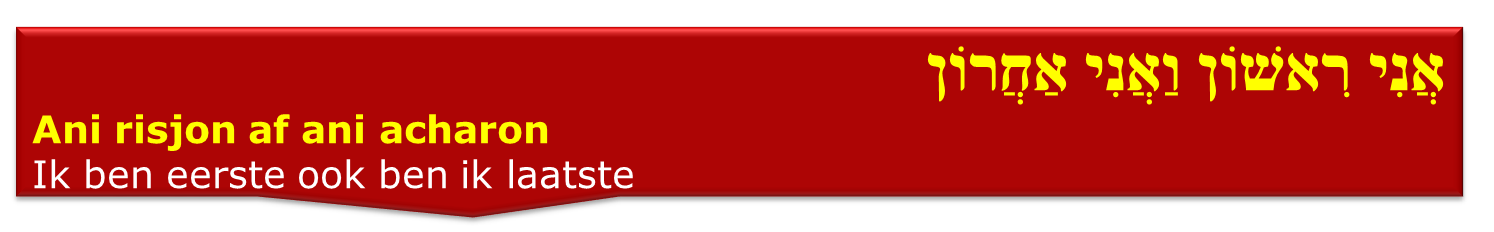 אֲנִי רִאשׁוֹן וַאֲנִי אַחֲרוֹן
Ani risjon af ani acharon
Ik ben eerste ook ben ik laatste